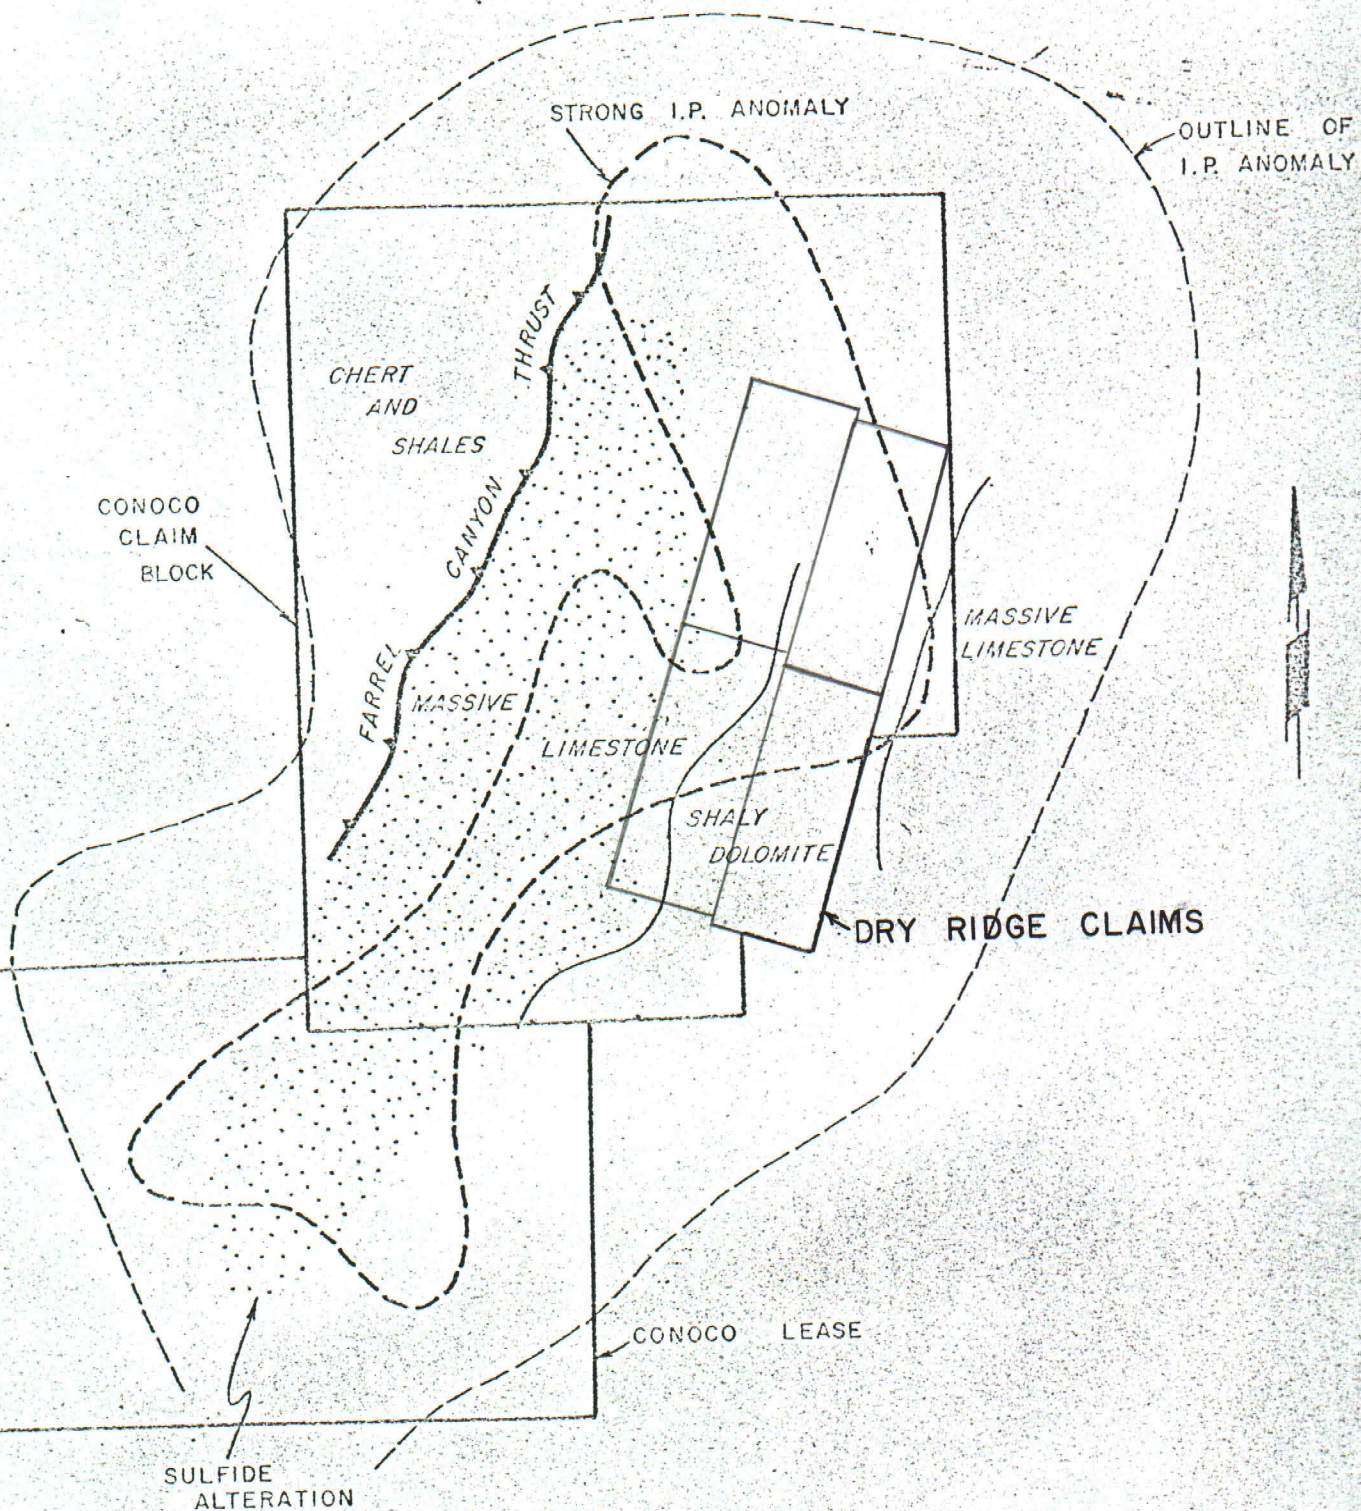 STRONG I.P. ANOMALY
OUTLINE OF
I.P. ANOMALY
THRUST
CHERT
AND
SHALES
CANYON
CONOCO
CLAIM
BLOCK
MASSIVE
LIMESTONE
FARREL
MASSIVE
LIMESTONE
SHALY
DOLOMITE
DRY RIDGE CLAIMS
CONOCO LEASE
SULFIDE
ALTERATION